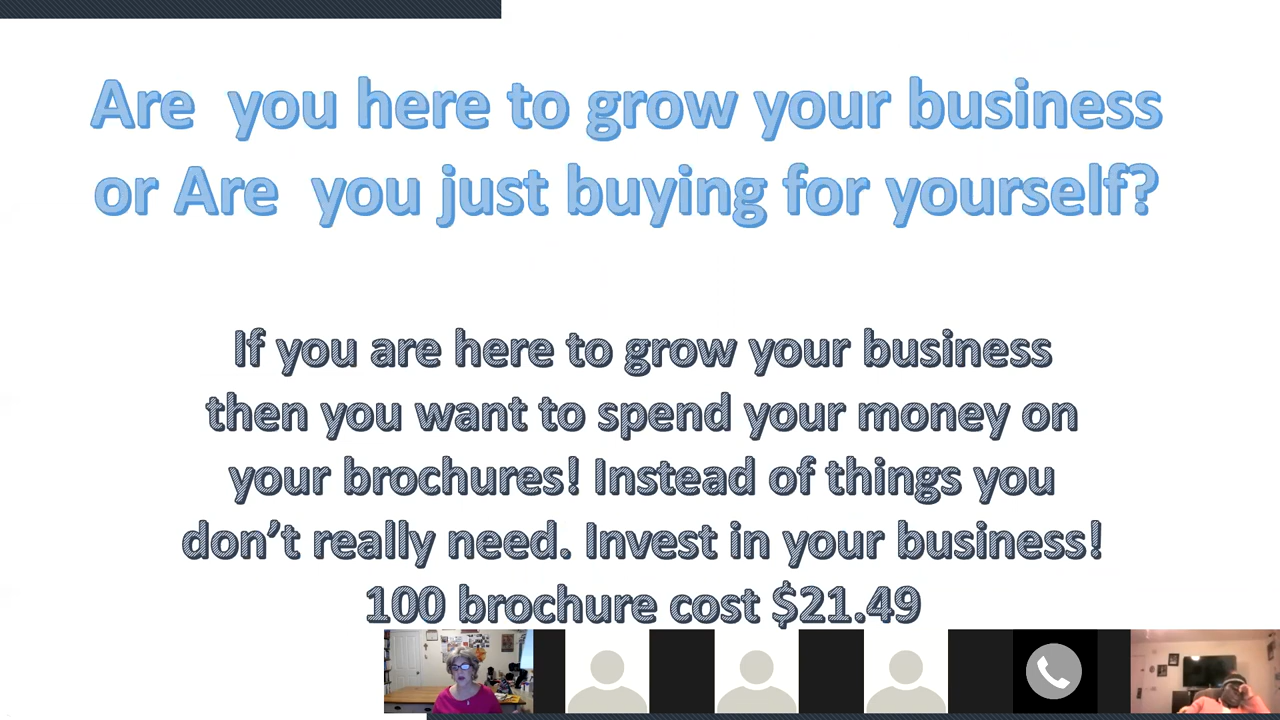 Are you here to grow your business
or Are you just buying for yourself?
If you are here to grow your business
then you want to spend your money on
your brochures! Instead of things you
don't really need. Invest in your business!
100 brochure cost $21.49